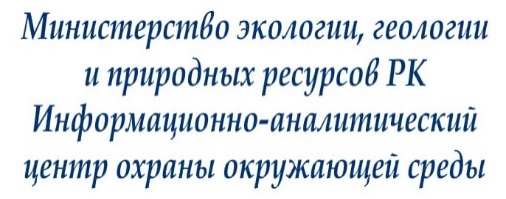 Министерство экологии, геологии
и природных ресурсов РК
Информационно-аналитический
центр охраны окружающей среды